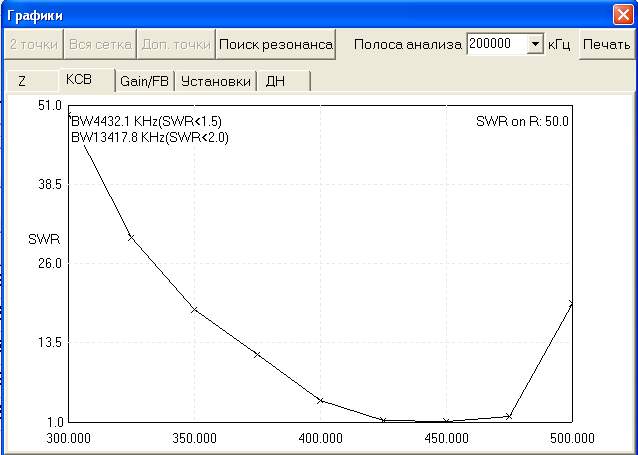 Графики
2 точки Вся сетка Доп. точки Поиск резонанса Полоса анализа 200000 кГц Печать
Z КСВ Gain/FB Установки ДН
51.0
BW4432.1 KHz(SWR<1.5) SWR on R: 50.0
BW13417.8 KHz(SWR<2.0)
38.5
SWR
26.0
13.5
1.0
300.000 350.000 400.000 450.000 500.000